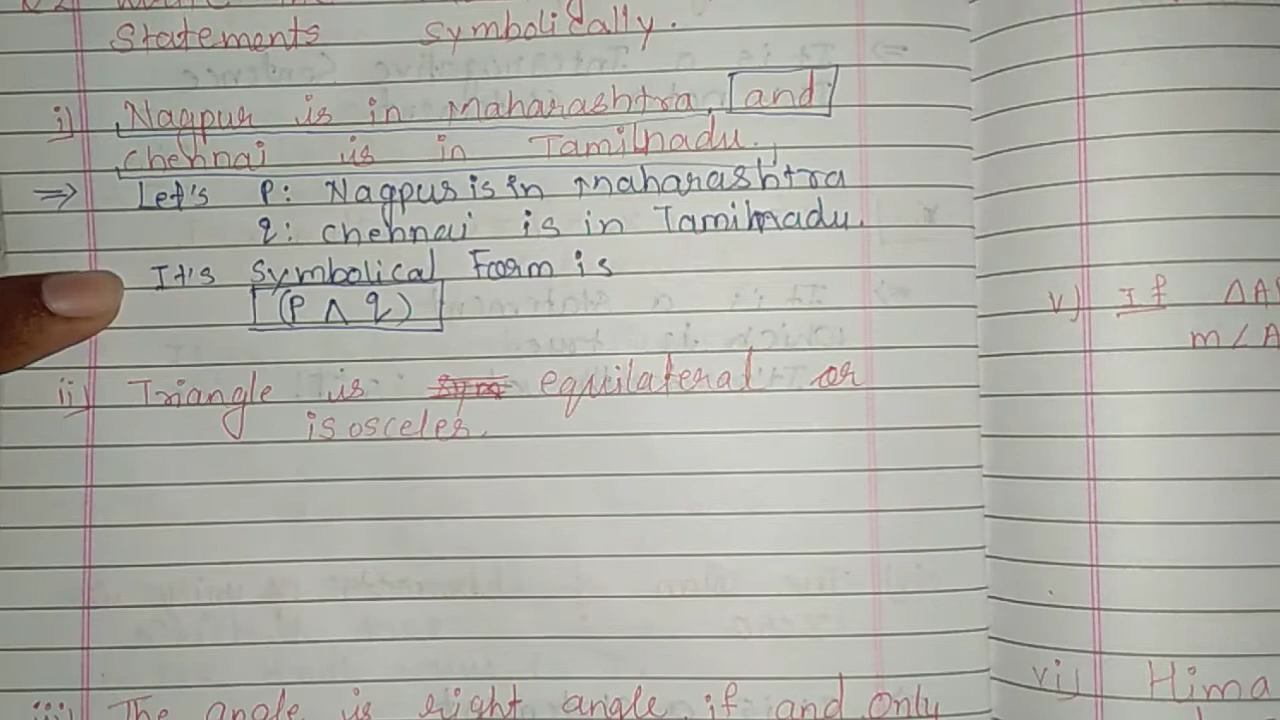 Statements symbolically.
i) Nagpur is in Maharashtra, and
Chennai is in Tamilnadu.
⇒ Let's P: Nagpur is in Maharashtra
q: Chennai is in Tamilnadu.
It's Symbolical Form is
(P ∧ q)
ii) Triangle is equilateral or
isosceles.
iii) The angle is right angle if and only
v) If ΔA
m∠A
vi) Hima